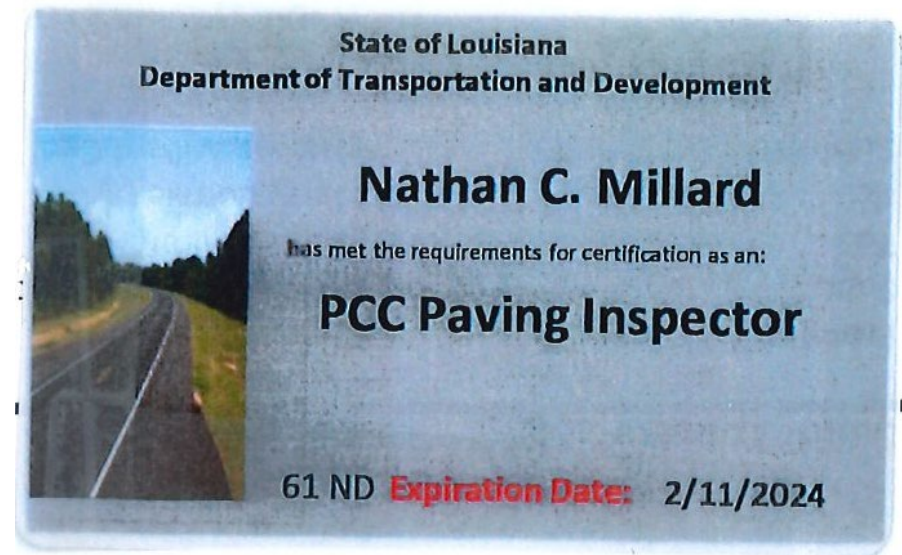 State of Louisiana
Department of Transportation and Development
Nathan C. Millard
has met the requirements for certification as an:
PCC Paving Inspector
61 ND Expiration Date: 2/11/2024